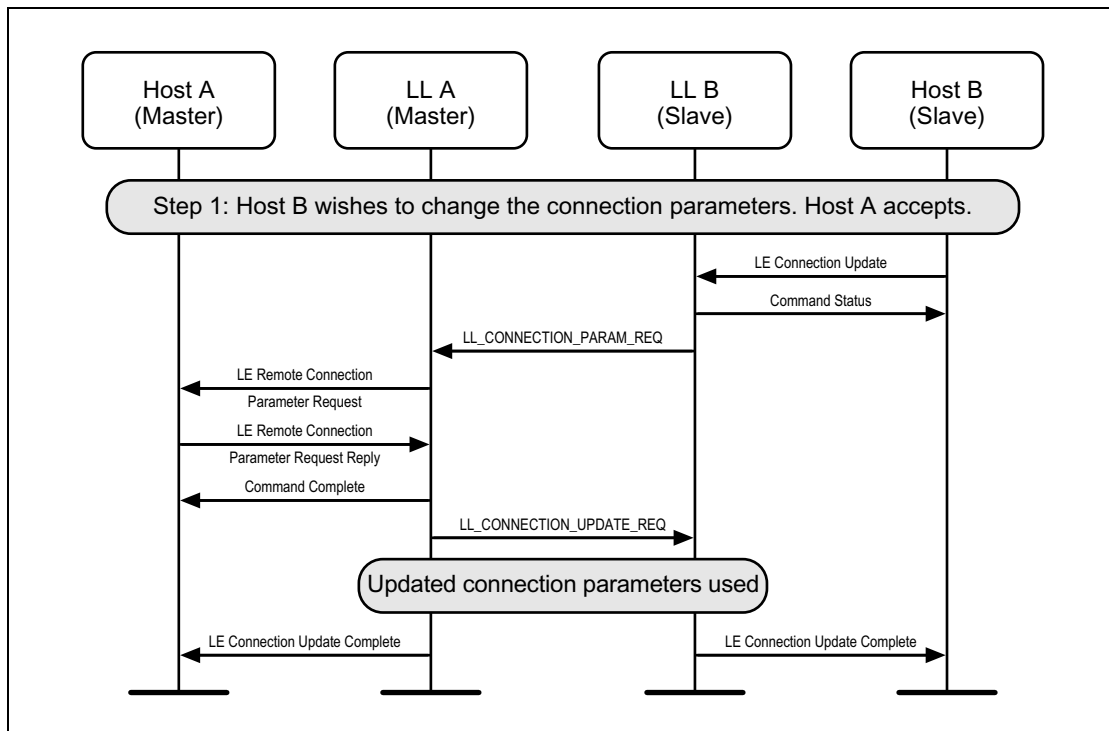 Host A
(Master)
LL A
(Master)
LL B
(Slave)
Host B
(Slave)
Step 1: Host B wishes to change the connection parameters. Host A accepts.
LE Connection Update
Command Status
LL_CONNECTION_PARAM_REQ
LE Remote Connection
Parameter Request
LE Remote Connection
Parameter Request Reply
Command Complete
LL_CONNECTION_UPDATE_REQ
Updated connection parameters used
LE Connection Update Complete
LE Connection Update Complete